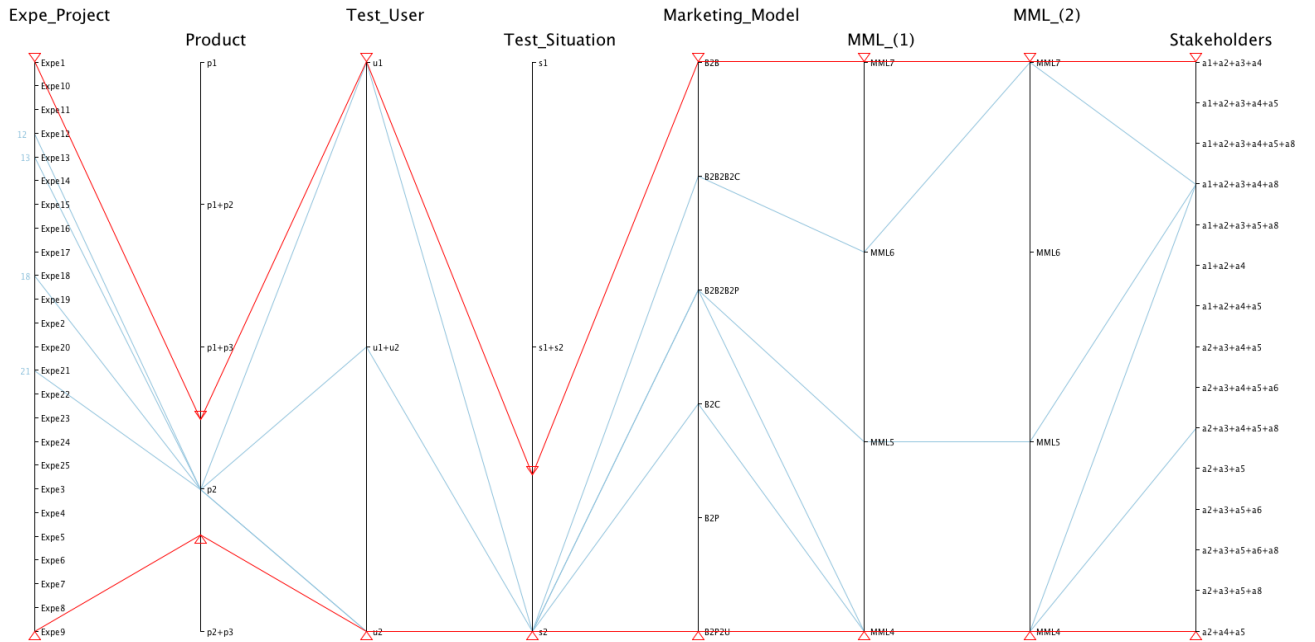 Expe_Project
Test_User
Marketing_Model
MML_(2)
Product
Test_Situation
MML_(1)
Stakeholders
Expe1
Expe10
Expe11
12
Expe12
13
Expe13
Expe14
Expe15
Expe16
Expe17
18
Expe18
Expe19
Expe2
Expe20
21
Expe21
Expe22
Expe23
Expe24
Expe25
Expe3
Expe4
Expe5
Expe6
Expe7
Expe8
Expe9
p1
p1+p2
p1+p3
p2
p2+p3
u1
u1+u2
u2
s1
s1+s2
s2
B2B
B2B2B2C
B2B2B2P
B2C
B2P
B2P2U
MML7
MML6
MML5
MML4
MML7
MML6
MML5
MML4
a1+a2+a3+a4
a1+a2+a3+a4+a5
a1+a2+a3+a4+a5+a8
a1+a2+a3+a4+a8
a1+a2+a3+a5+a8
a1+a2+a4
a1+a2+a4+a5
a2+a3+a4+a5
a2+a3+a4+a5+a6
a2+a3+a4+a5+a8
a2+a3+a5
a2+a3+a5+a6
a2+a3+a5+a6+a8
a2+a3+a5+a8
a2+a4+a5